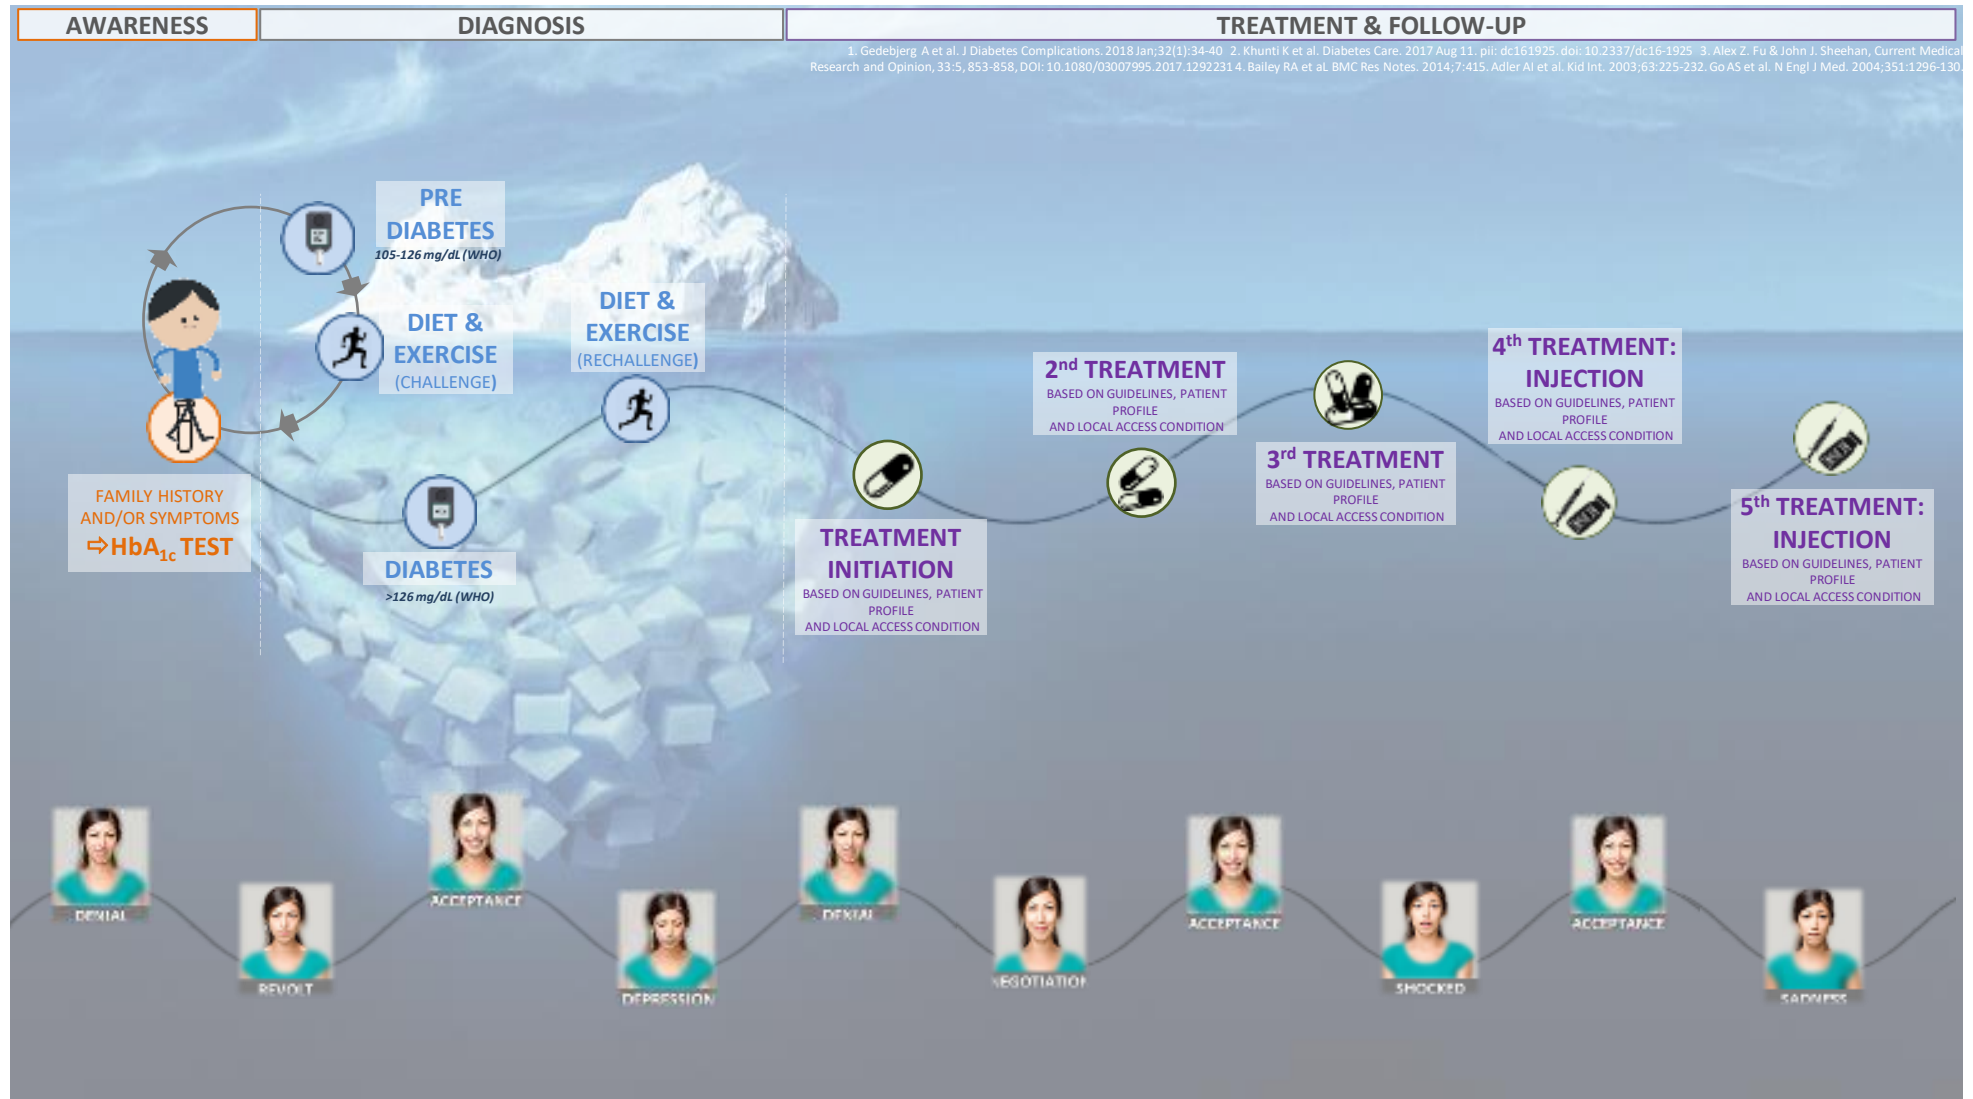 AWARENESS
DIAGNOSIS
TREATMENT & FOLLOW-UP
1. Gedebjerg A et al. J Diabetes Complications. 2018 Jan;32(1):34-40 2. Khunti K et al. Diabetes Care. 2017 Aug 11. pii: dc161925. doi: 10.2337/dc16-1925 3. Alex Z. Fu & John J. Sheehan, Current Medical
Research and Opinion, 33:5, 853-858, DOI: 10.1080/03007995.2017.1292231 4. Bailey RA et aL BMC Res Notes. 2014;7:415. Adler AI et al. Kid Int. 2003;63:225-232. Go AS et al. N Engl J Med. 2004;351:1296-130.
PRE
DIABETES
105-126 mg/dL (WHO)
DIET &
EXERCISE
(CHALLENGE)
DIET &
EXERCISE
(RECHALLENGE)
FAMILY HISTORY
AND/OR SYMPTOMS
⇨HbA1c TEST
DIABETES
>126 mg/dL (WHO)
TREATMENT
INITIATION
BASED ON GUIDELINES, PATIENT
PROFILE
AND LOCAL ACCESS CONDITION
2nd TREATMENT
BASED ON GUIDELINES, PATIENT
PROFILE
AND LOCAL ACCESS CONDITION
3rd TREATMENT
BASED ON GUIDELINES, PATIENT
PROFILE
AND LOCAL ACCESS CONDITION
4th TREATMENT:
INJECTION
BASED ON GUIDELINES, PATIENT
PROFILE
AND LOCAL ACCESS CONDITION
5th TREATMENT:
INJECTION
BASED ON GUIDELINES, PATIENT
PROFILE
AND LOCAL ACCESS CONDITION
DENIAL
REVOLT
ACCEPTANCE
DEPRESSION
DENIAL
NEGOTIATION
ACCEPTANCE
SHOCKED
ACCEPTANCE
SADNESS